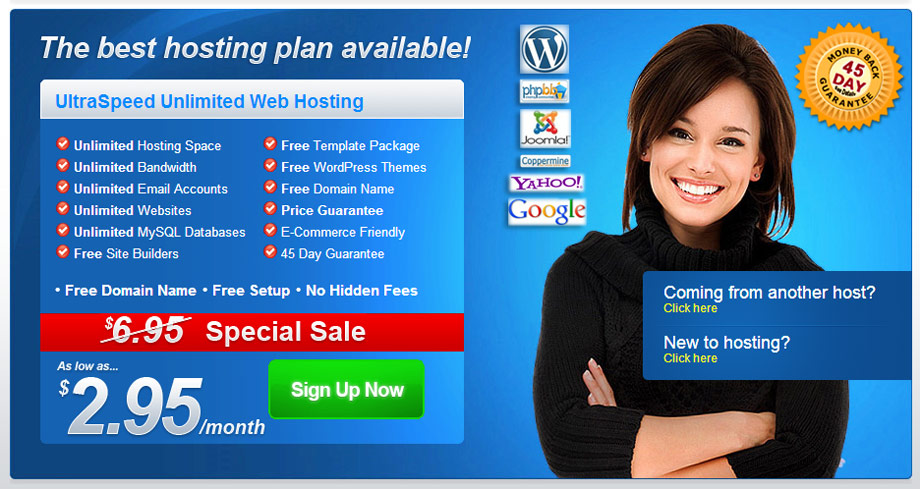 The best hosting plan available!
UltraSpeed Unlimited Web Hosting
Unlimited Hosting Space
Unlimited Bandwidth
Unlimited Email Accounts
Unlimited Websites
Unlimited MySQL Databases
Free Site Builders
Free Template Package
Free WordPress Themes
Free Domain Name
Price Guarantee
E-Commerce Friendly
45 Day Guarantee
• Free Domain Name • Free Setup • No Hidden Fees
$6.95 Special Sale
As low as...
$2.95/month
Sign Up Now
W
phpBB
Joomla!
Coppermine
YAHOO!
Google
MONEY BACK
45
DAY
See Details
GUARANTEE
Coming from another host?
Click here
New to hosting?
Click here